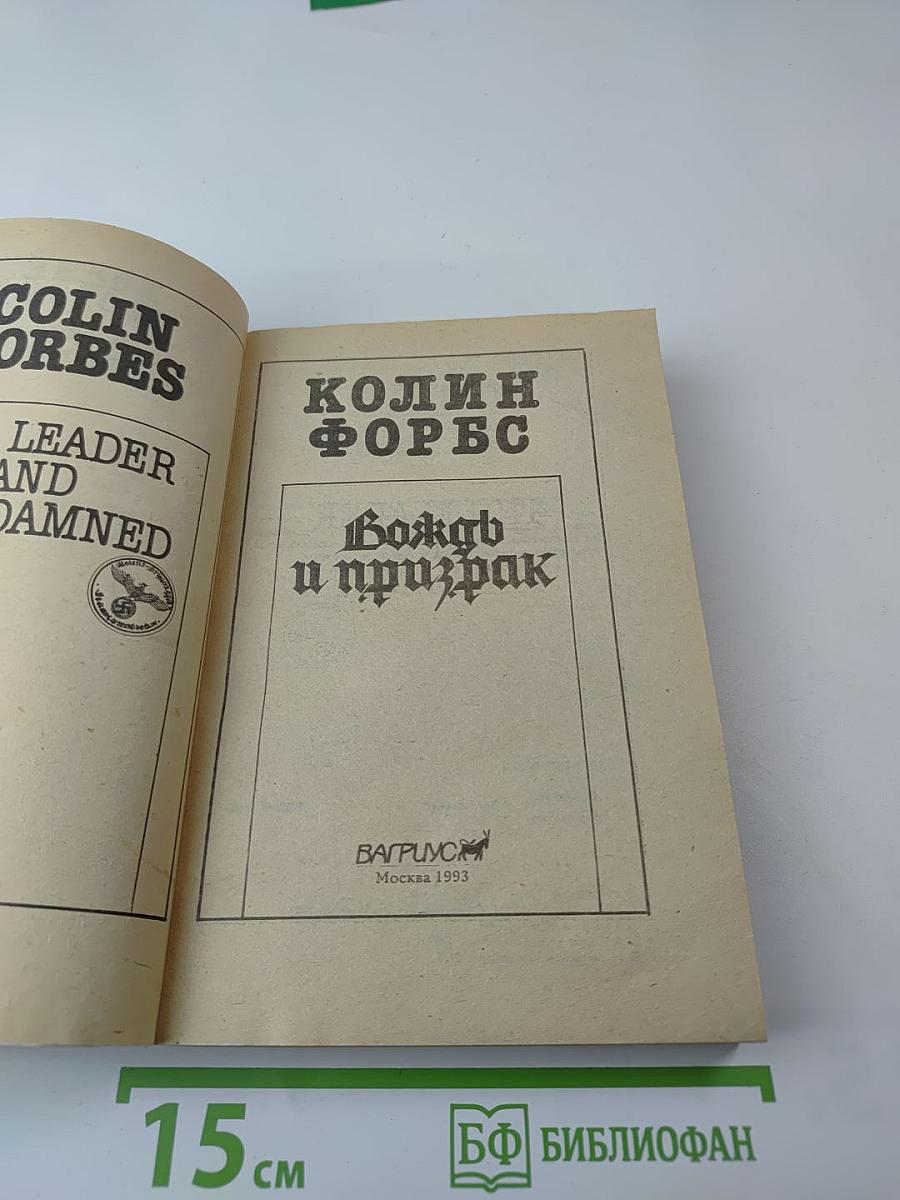 COLIN
ORBES
LEADER
AND
DAMNED
КОЛИН
ФОРБС
Вождь
и призрак
ВАГРИУС
Москва 1993
15 см
БФ БИБЛИОФАН